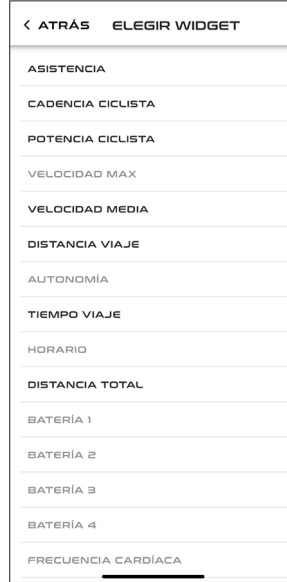 < ATRÁS ELEGIR WIDGET
ASISTENCIA
CADENCIA CICLISTA
POTENCIA CICLISTA
VELOCIDAD MAX
VELOCIDAD MEDIA
DISTANCIA VIAJE
AUTONOMÍA
TIEMPO VIAJE
HORARIO
DISTANCIA TOTAL
BATERÍA 1
BATERÍA 2
BATERÍA 3
BATERÍA 4
FRECUENCIA CARDÍACA